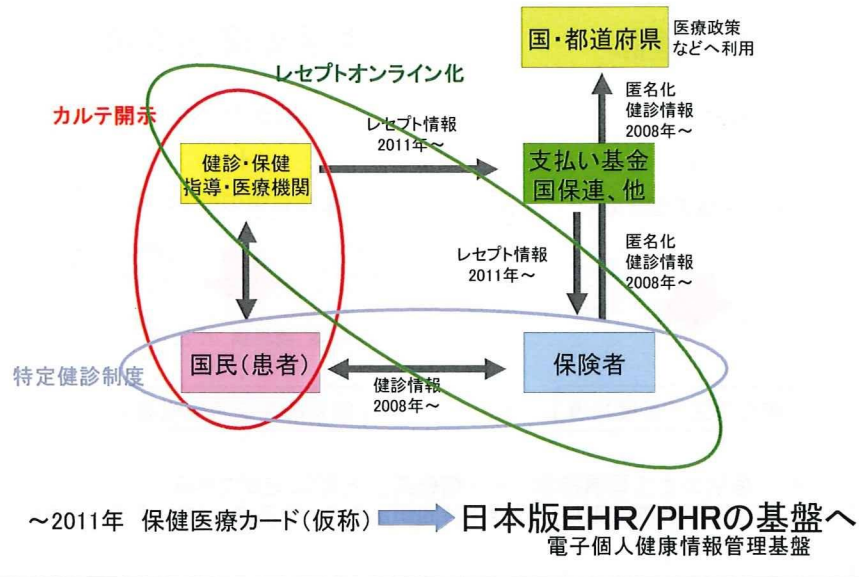 国・都道府県
医療政策
などへ利用
レセプトオンライン化
カルテ開示
匿名化
健診情報
2008年～
レセプト情報
2011年～
健診・保健
指導・医療機関
支払い基金
国保連、他
レセプト情報
2011年～
匿名化
健診情報
2008年～
特定健診制度
国民(患者)
保険者
健診情報
2008年～
～2011年 保健医療カード(仮称)
日本版EHR/PHRの基盤へ
電子個人健康情報管理基盤